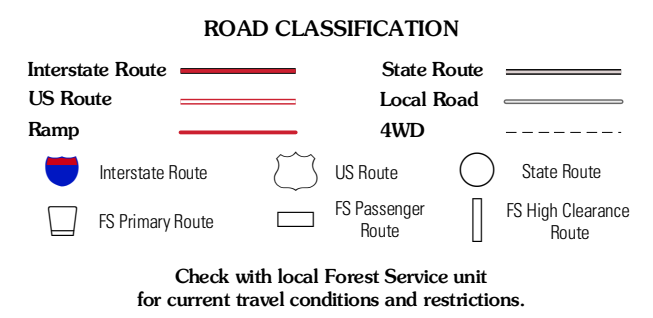 ROAD CLASSIFICATION
Interstate Route
State Route
US Route
Local Road
Ramp
4WD
Interstate Route
US Route
State Route
FS Primary Route
FS Passenger
Route
FS High Clearance
Route
Check with local Forest Service unit
for current travel conditions and restrictions.